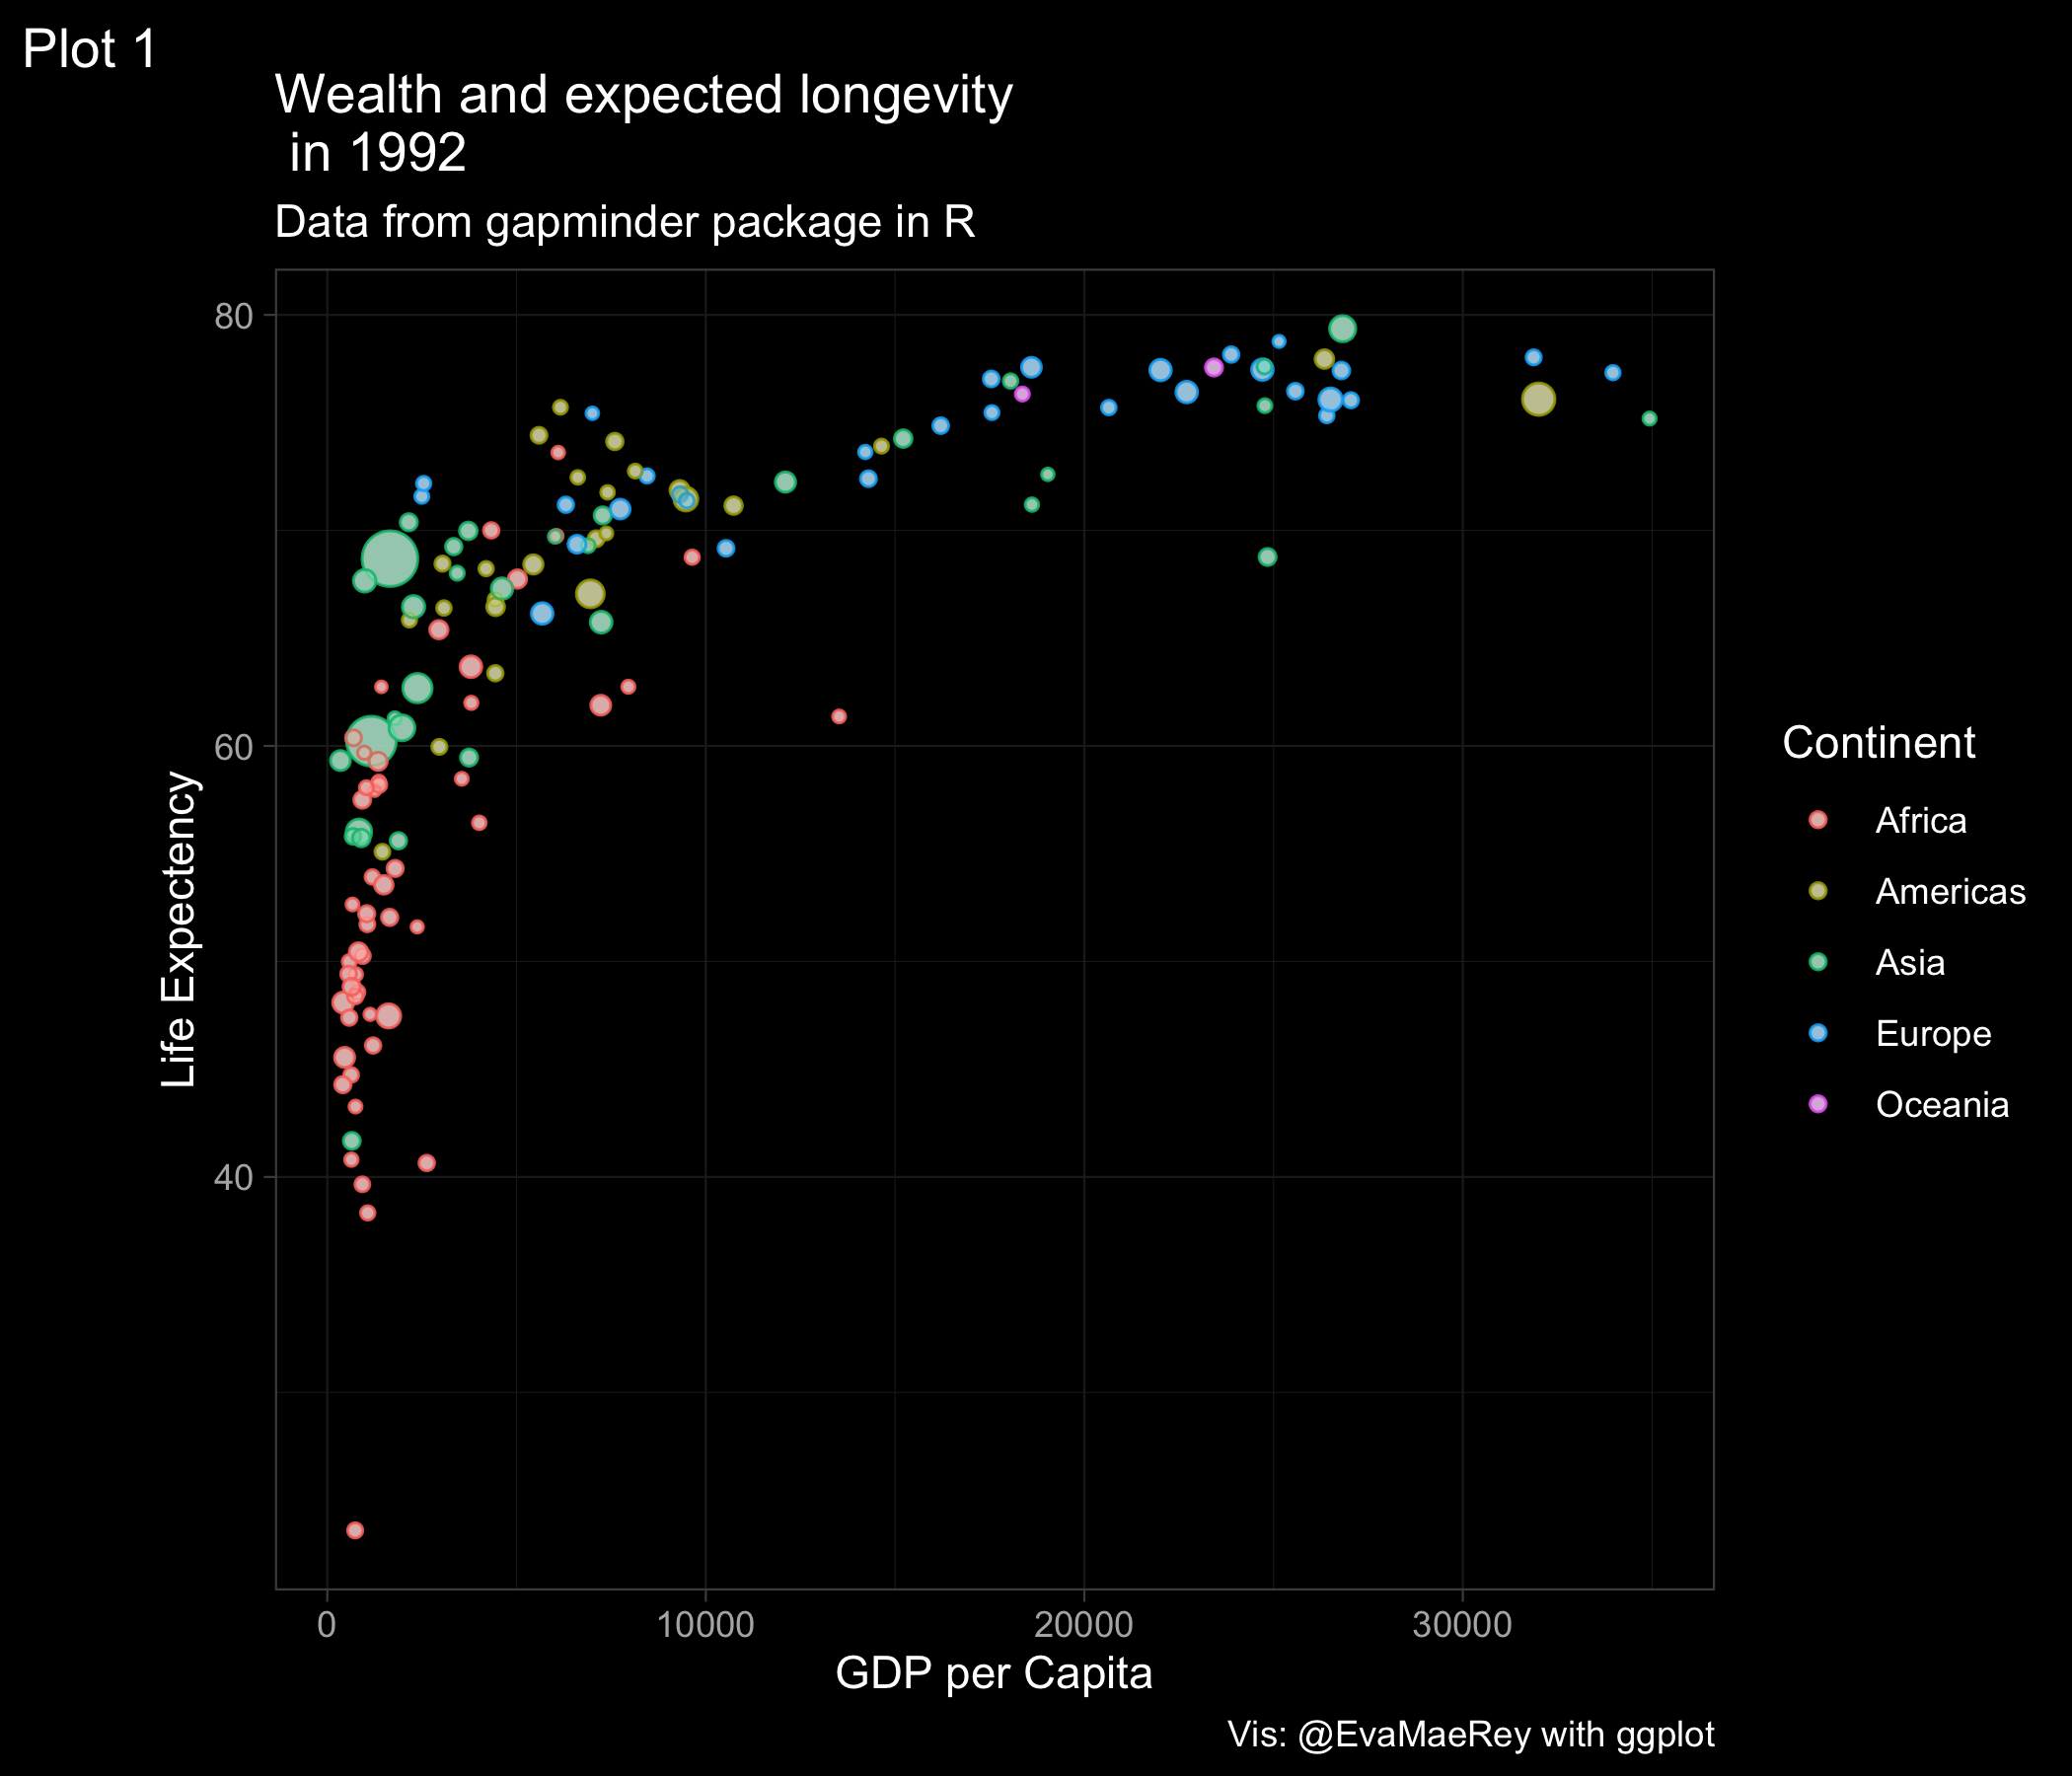 Plot 1
Wealth and expected longevity
in 1992
Data from gapminder package in R
80
60
40
Life Expectency
0 10000 20000 30000
GDP per Capita
Continent
Africa
Americas
Asia
Europe
Oceania
Vis: @EvaMaeRey with ggplot